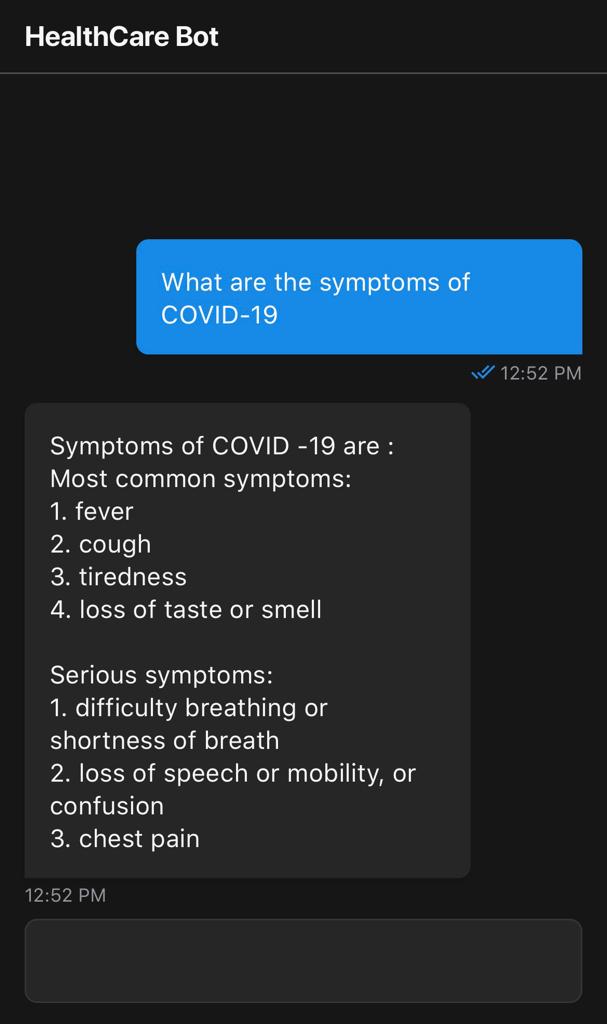 HealthCare Bot
What are the symptoms of
COVID-19
12:52 PM
Symptoms of COVID -19 are :
Most common symptoms:
1. fever
2. cough
3. tiredness
4. loss of taste or smell
Serious symptoms:
1. difficulty breathing or
shortness of breath
2. loss of speech or mobility, or
confusion
3. chest pain
12:52 PM